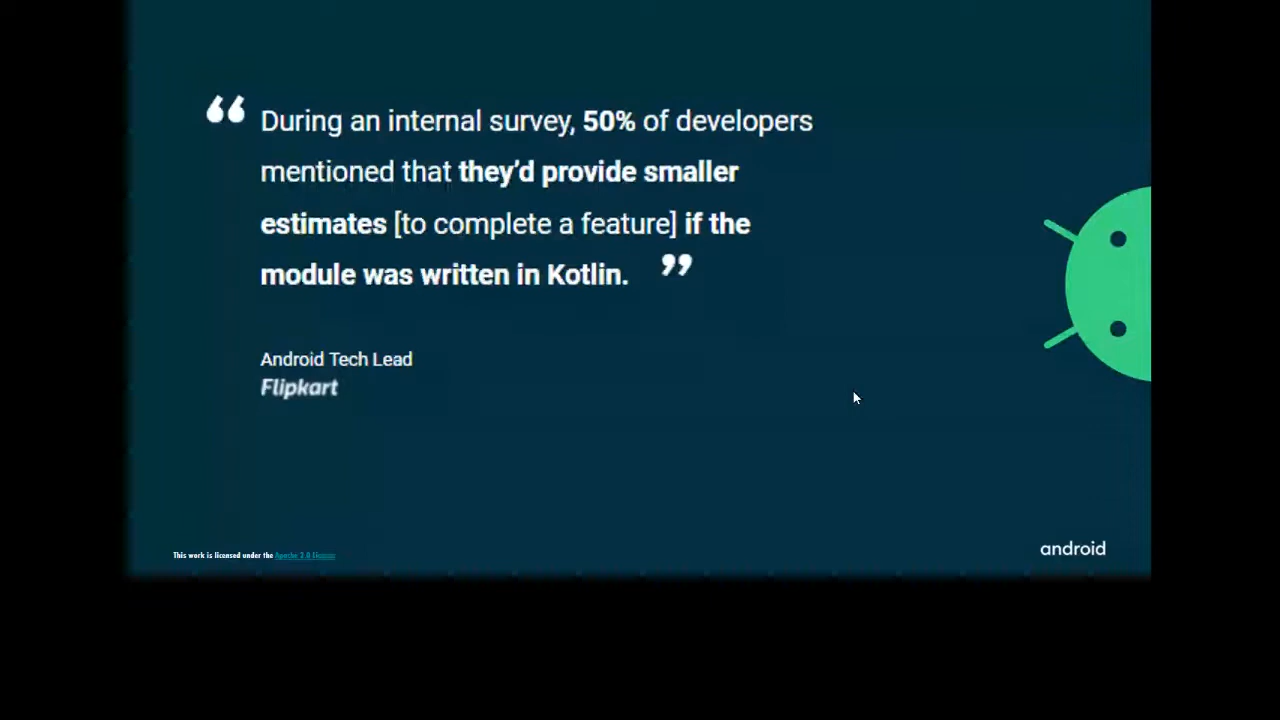 “ During an internal survey, 50% of developers
mentioned that they’d provide smaller
estimates [to complete a feature] if the
module was written in Kotlin. ”
Android Tech Lead
Flipkart
This work is licensed under the Apache 2.0 License
android